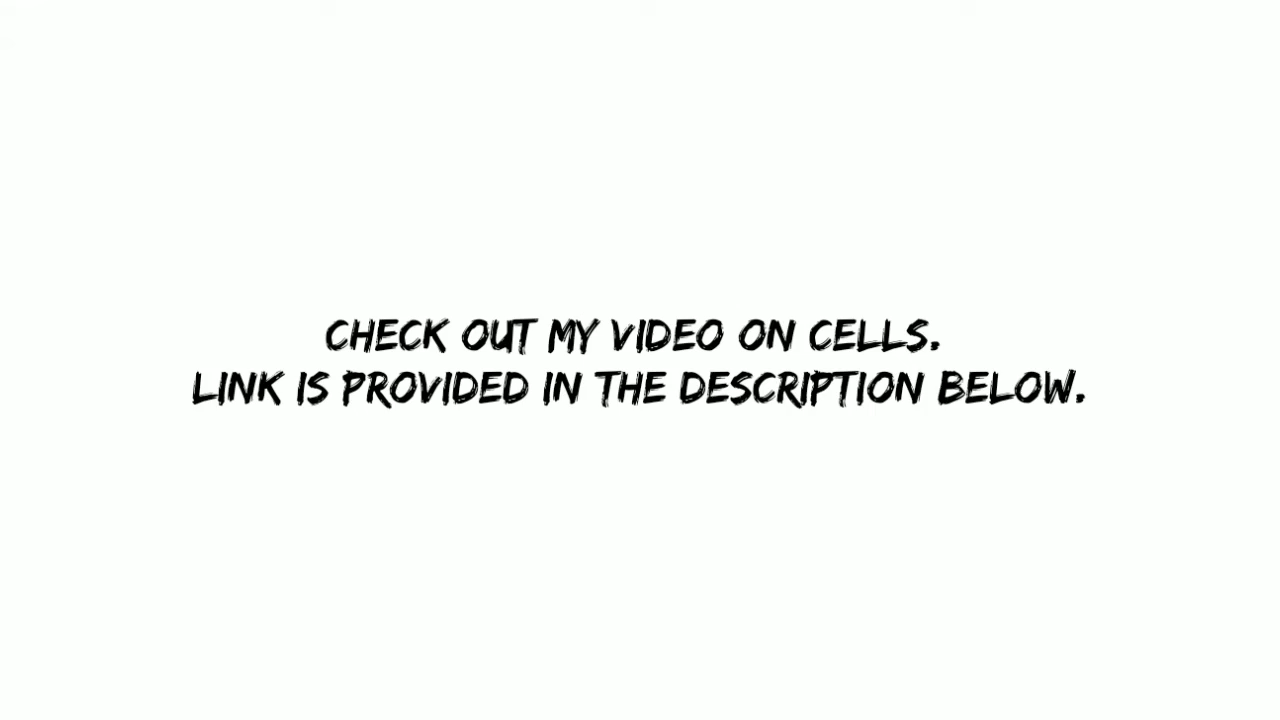 CHECK OUT MY VIDEO ON CELLS.
LINK IS PROVIDED IN THE DESCRIPTION BELOW.